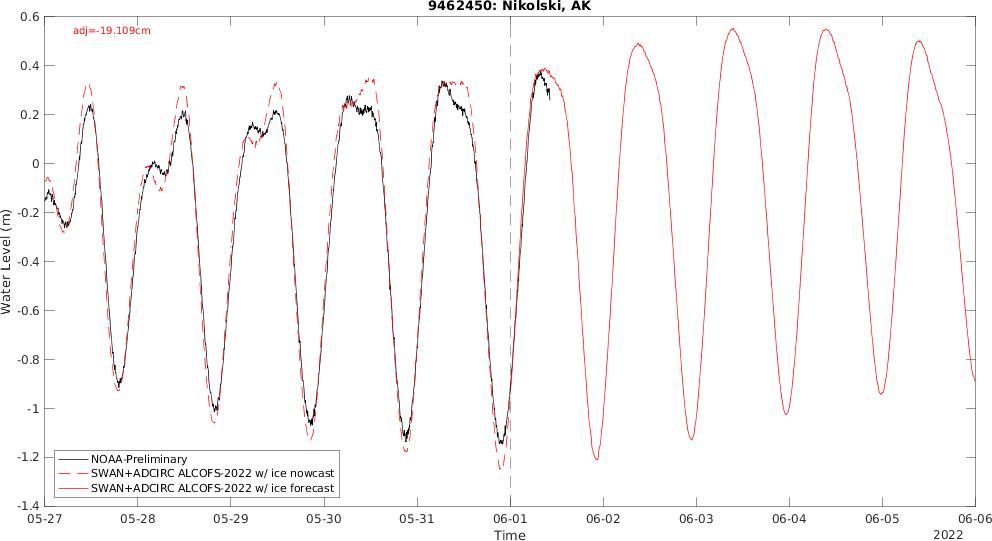 9462450: Nikolski, AK
adj=-19.109cm
0.6
0.4
0.2
0
-0.2
-0.4
-0.6
-0.8
-1
-1.2
-1.4
Water Level (m)
NOAA-Preliminary
SWAN+ADCIRC ALCOFS-2022 w/ ice nowcast
SWAN+ADCIRC ALCOFS-2022 w/ ice forecast
05-27 05-28 05-29 05-30 05-31 06-01 06-02 06-03 06-04 06-05 06-06
Time
2022